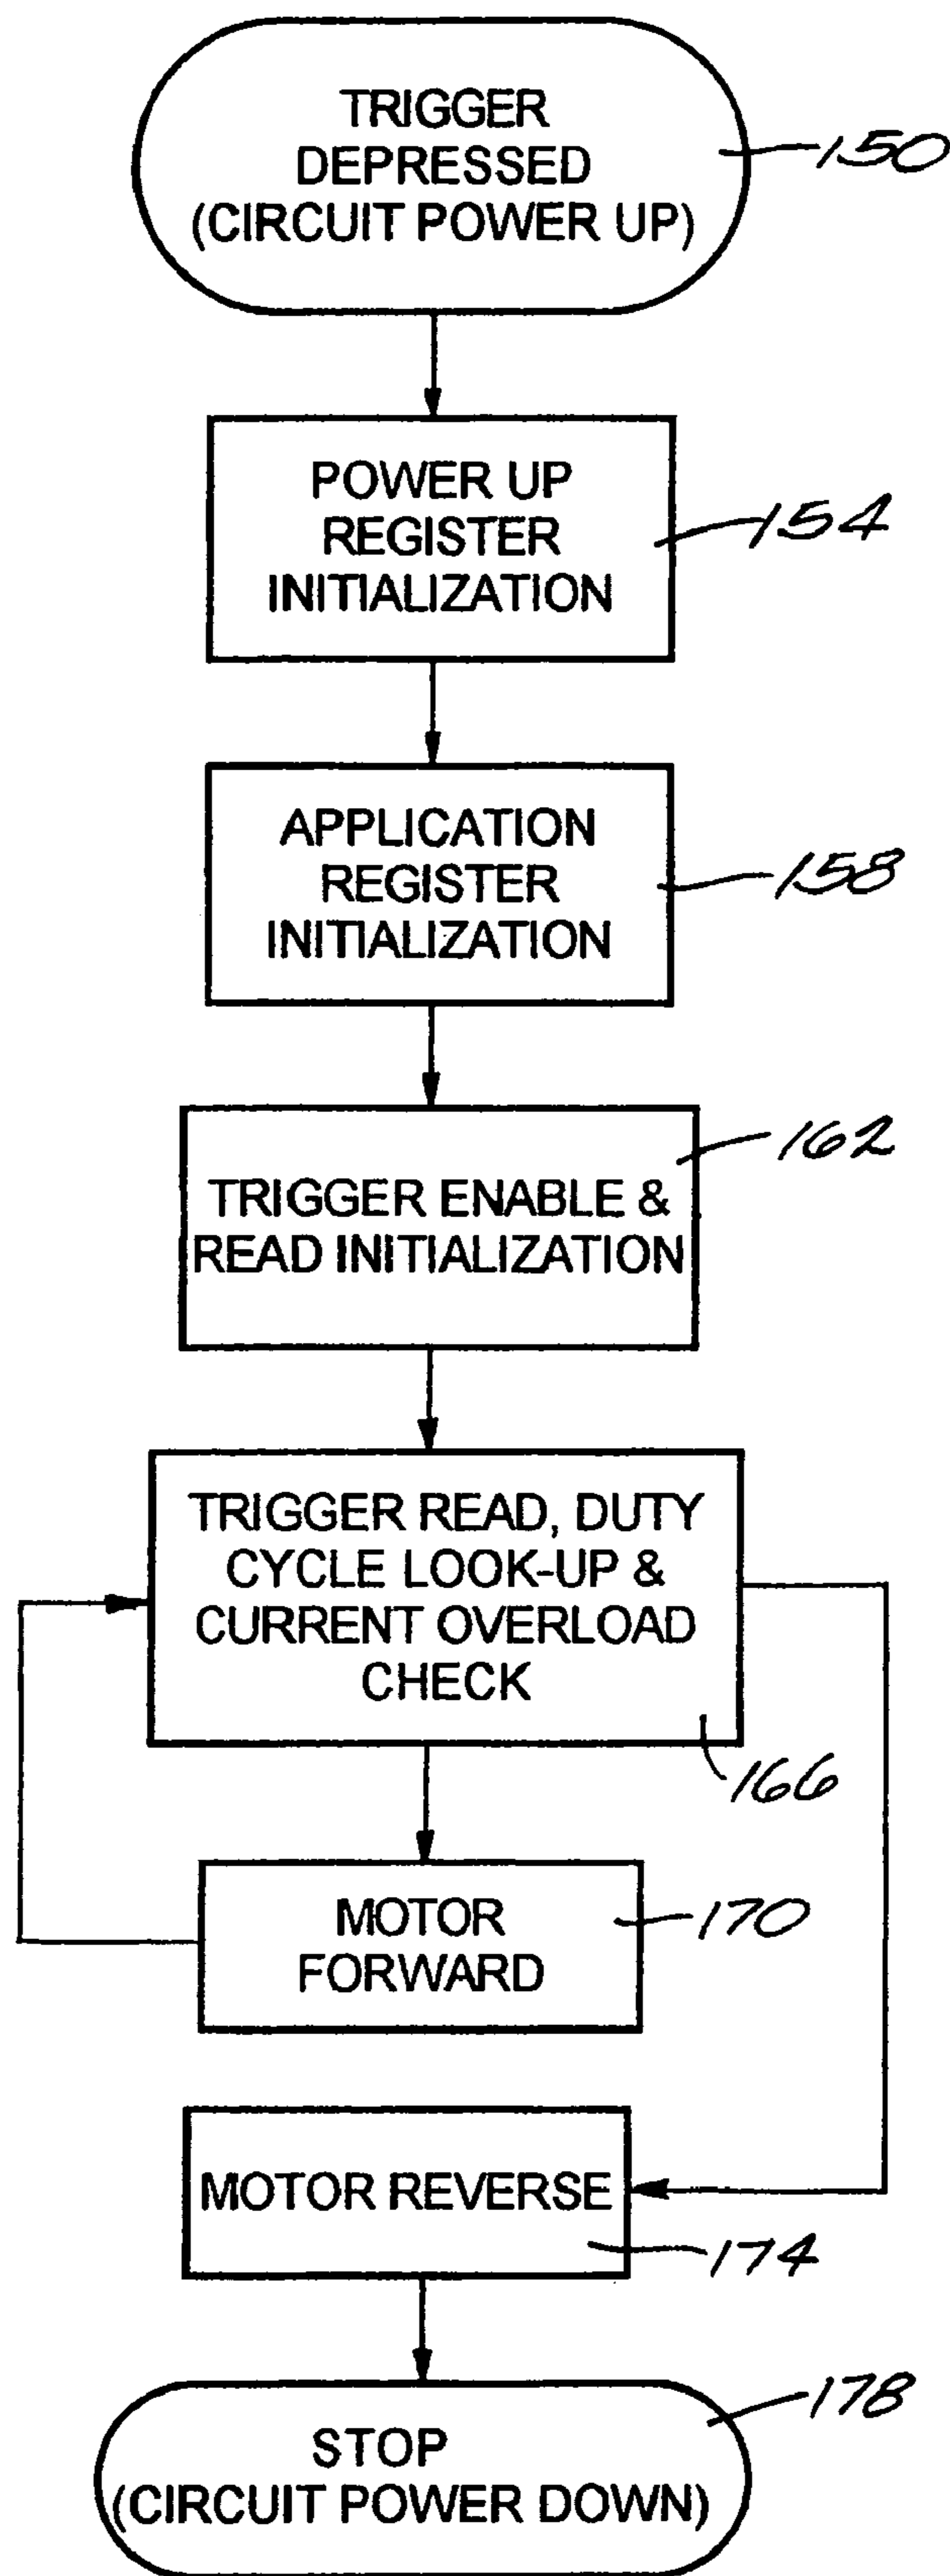 TRIGGER
DEPRESSED
(CIRCUIT POWER UP)
150
POWER UP
REGISTER
INITIALIZATION
154
APPLICATION
REGISTER
INITIALIZATION
158
162
TRIGGER ENABLE &
READ INITIALIZATION
TRIGGER READ, DUTY
CYCLE LOOK-UP &
CURRENT OVERLOAD
CHECK
166
MOTOR
FORWARD
170
MOTOR REVERSE
174
178
STOP
(CIRCUIT POWER DOWN)